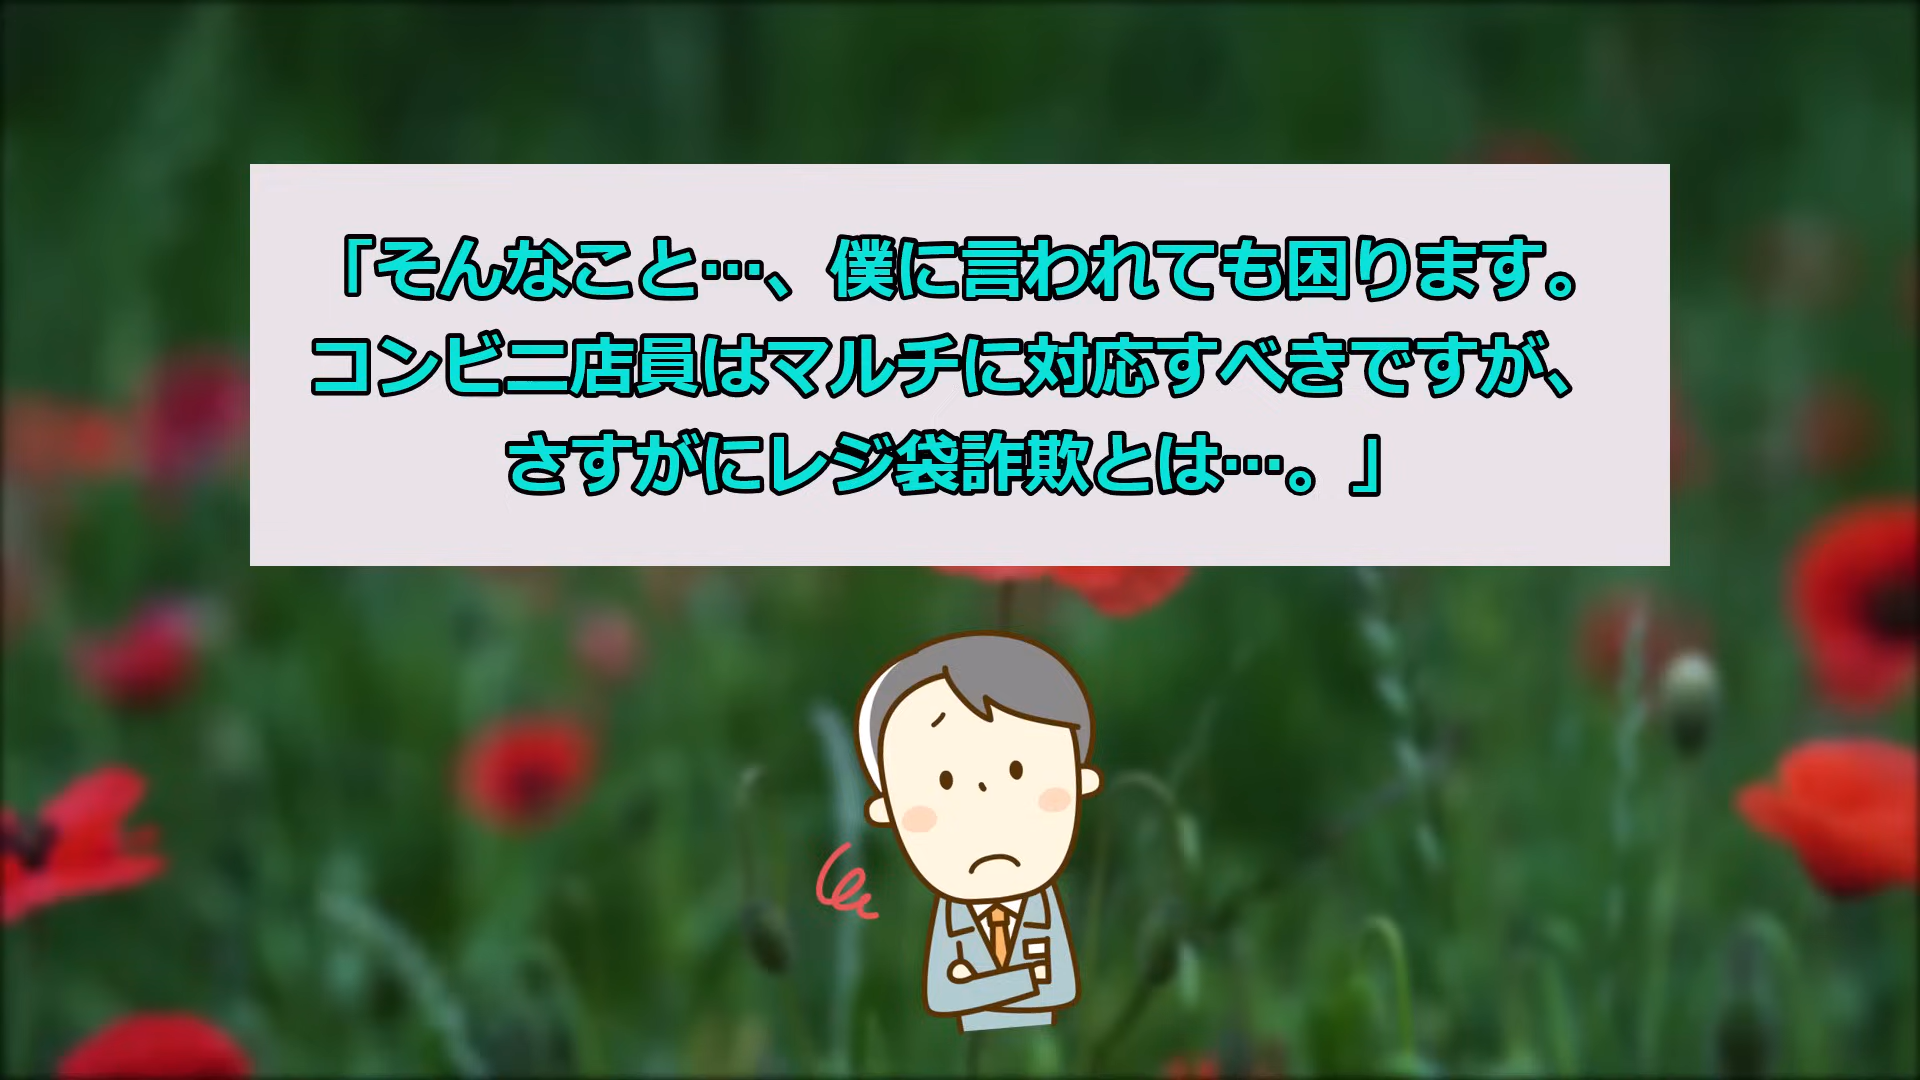 「そんなこと…、僕に言われても困ります。
コンビニ店員はマルチに対応すべきですが、
さすがにレジ袋詐欺とは…。」